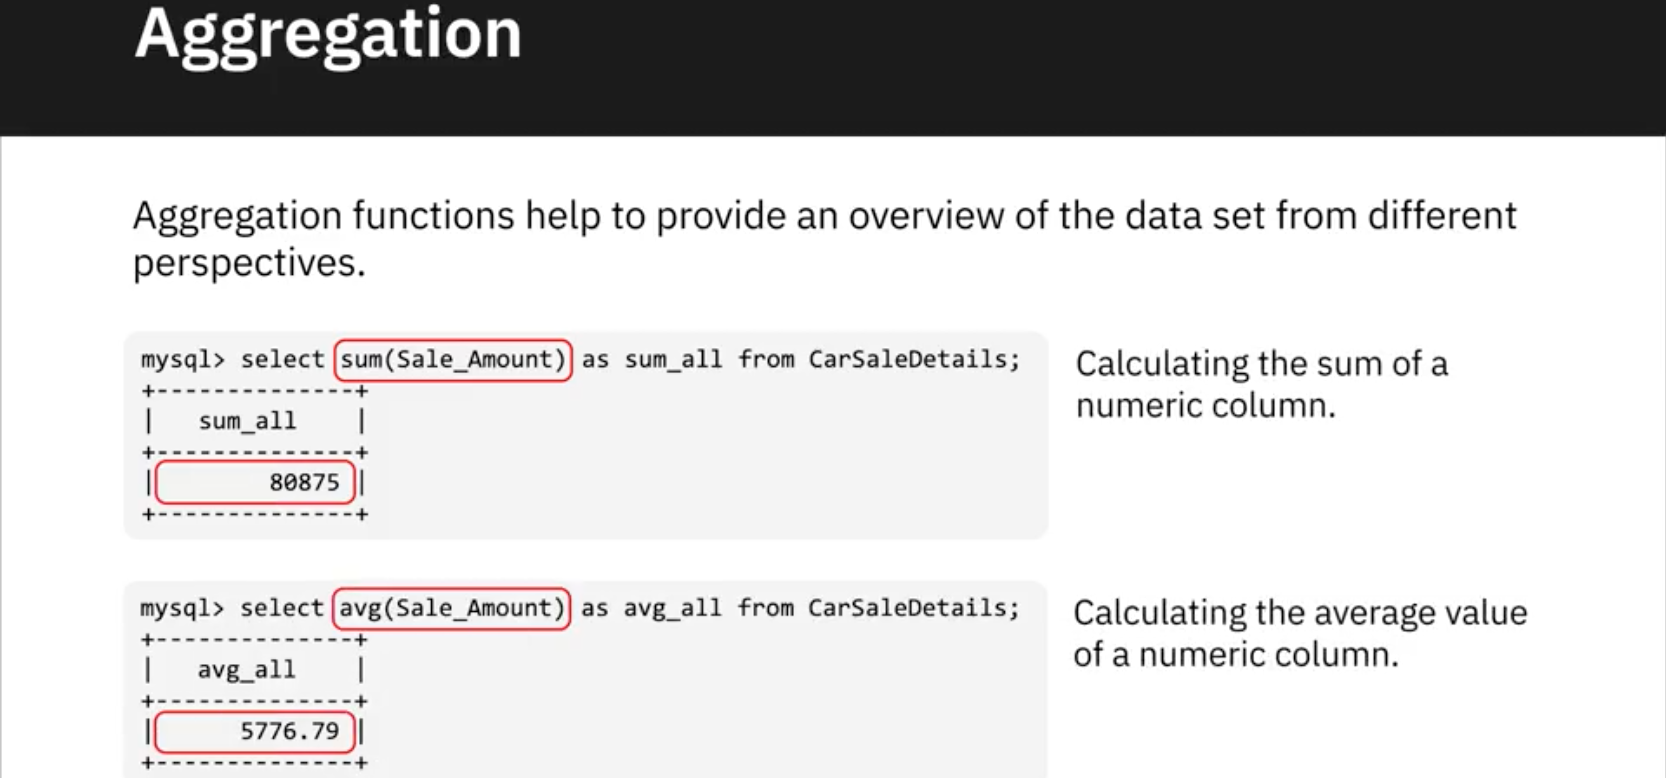 Aggregation
Aggregation functions help to provide an overview of the data set from different
perspectives.
mysql> select sum(Sale_Amount) as sum_all from CarSaleDetails;
+--------------+
|   sum_all    |
+--------------+
|        80875 |
+--------------+
Calculating the sum of a
numeric column.
mysql> select avg(Sale_Amount) as avg_all from CarSaleDetails;
+--------------+
|   avg_all    |
+--------------+
|      5776.79 |
+--------------+
Calculating the average value
of a numeric column.